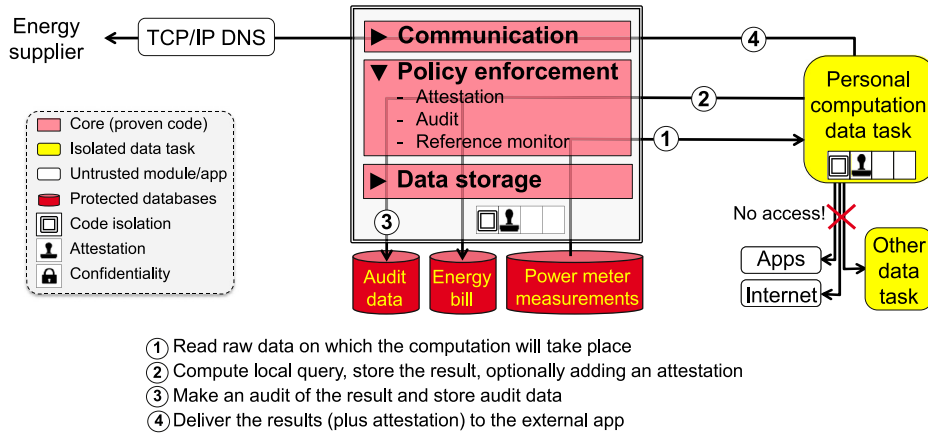 Energy
supplier
TCP/IP DNS
► Communication
④
▼ Policy enforcement
- Attestation
- Audit
- Reference monitor
②
①
► Data storage
③
Personal
computation
data task
No access!
Apps
Internet
Other
data
task
Core (proven code)
Isolated data task
Untrusted module/app
Protected databases
Code isolation
Attestation
Confidentiality
Audit
data
Energy
bill
Power meter
measurements
① Read raw data on which the computation will take place
② Compute local query, store the result, optionally adding an attestation
③ Make an audit of the result and store audit data
④ Deliver the results (plus attestation) to the external app